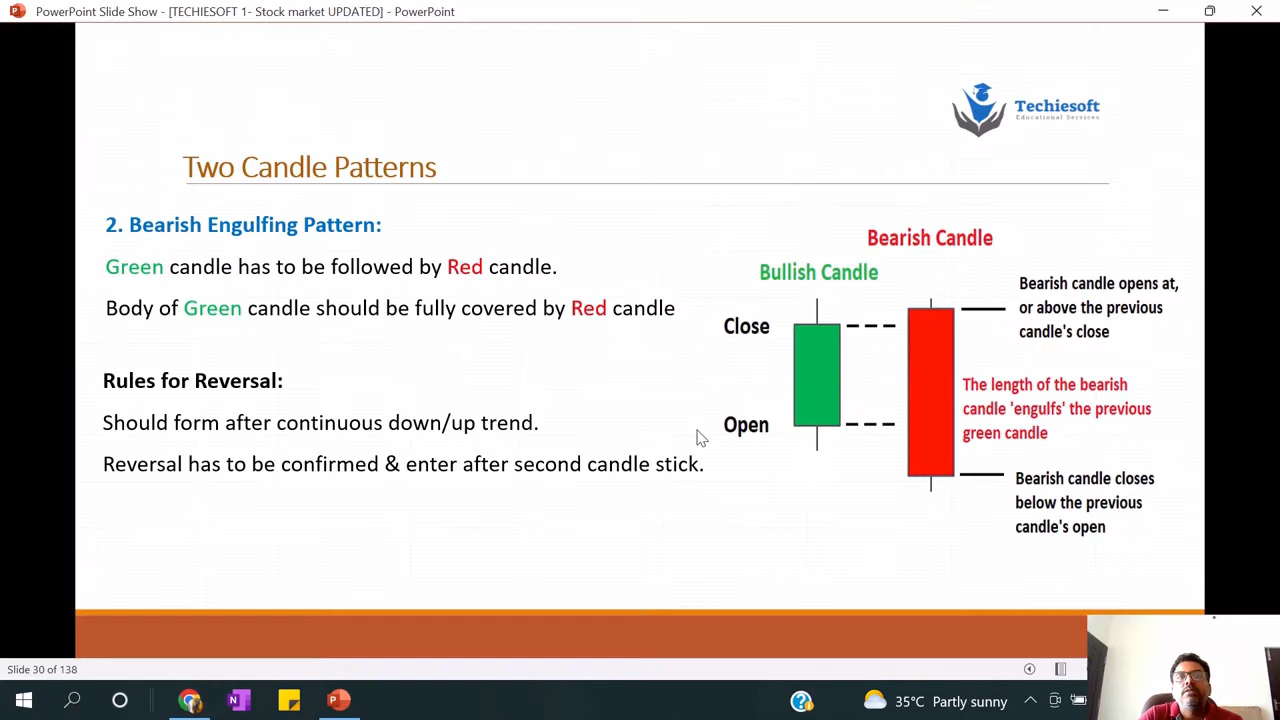 PowerPoint Slide Show - [TECHIESOFT 1- Stock market UPDATED] - PowerPoint
Techiesoft
Educational Services
Two Candle Patterns
2. Bearish Engulfing Pattern:
Green candle has to be followed by Red candle.
Body of Green candle should be fully covered by Red candle
Rules for Reversal:
Should form after continuous down/up trend.
Reversal has to be confirmed & enter after second candle stick.
Bearish Candle
Bullish Candle
Close
Open
Bearish candle opens at,
or above the previous
candle's close
The length of the bearish
candle 'engulfs' the previous
green candle
Bearish candle closes
below the previous
candle's open
Slide 30 of 138
35°C Partly sunny